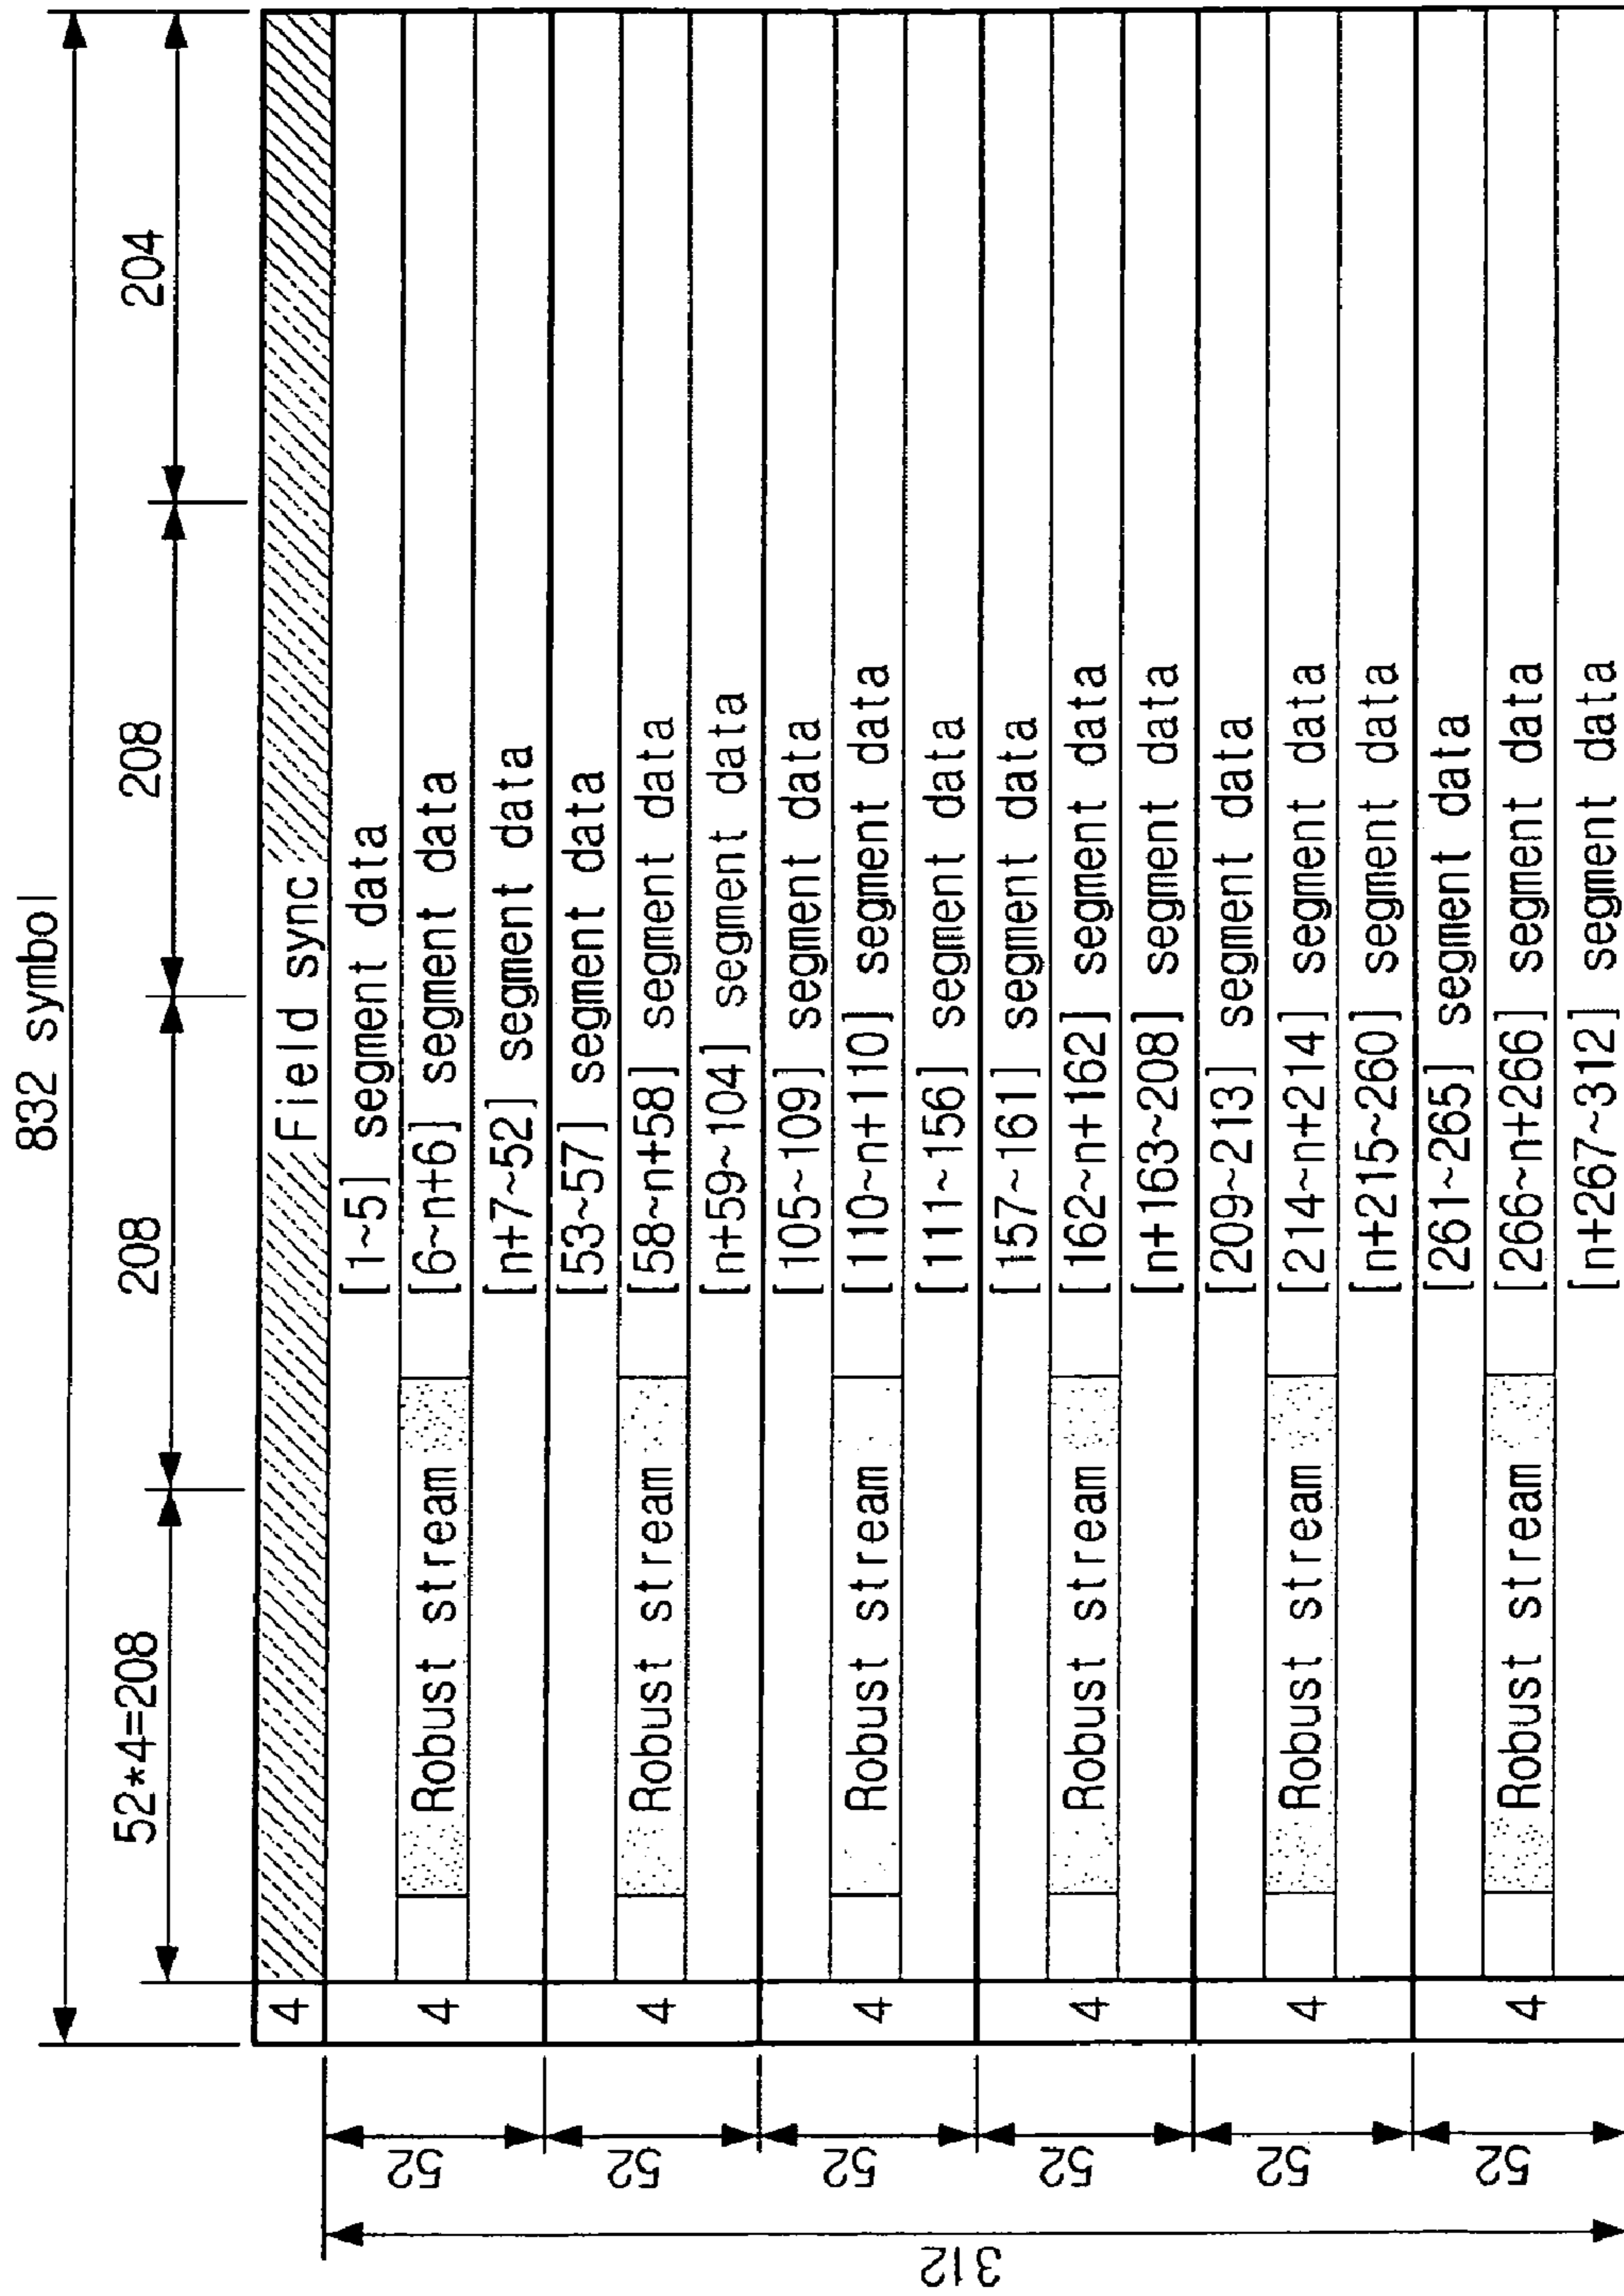 832 symbol
52*4=208
208
208
204
4
Field sync
[1~5] segment data
52
4
Robust stream
[6~n+6] segment data
[n+7~52] segment data
[53~57] segment data
52
4
Robust stream
[58~n+58] segment data
[n+59~104] segment data
[105~109] segment data
52
4
Robust stream
[110~n+110] segment data
[111~156] segment data
312
[157~161] segment data
52
4
Robust stream
[162~n+162] segment data
[n+163~208] segment data
[209~213] segment data
52
4
Robust stream
[214~n+214] segment data
[n+215~260] segment data
[261~265] segment data
52
4
Robust stream
[266~n+266] segment data
[n+267~312] segment data